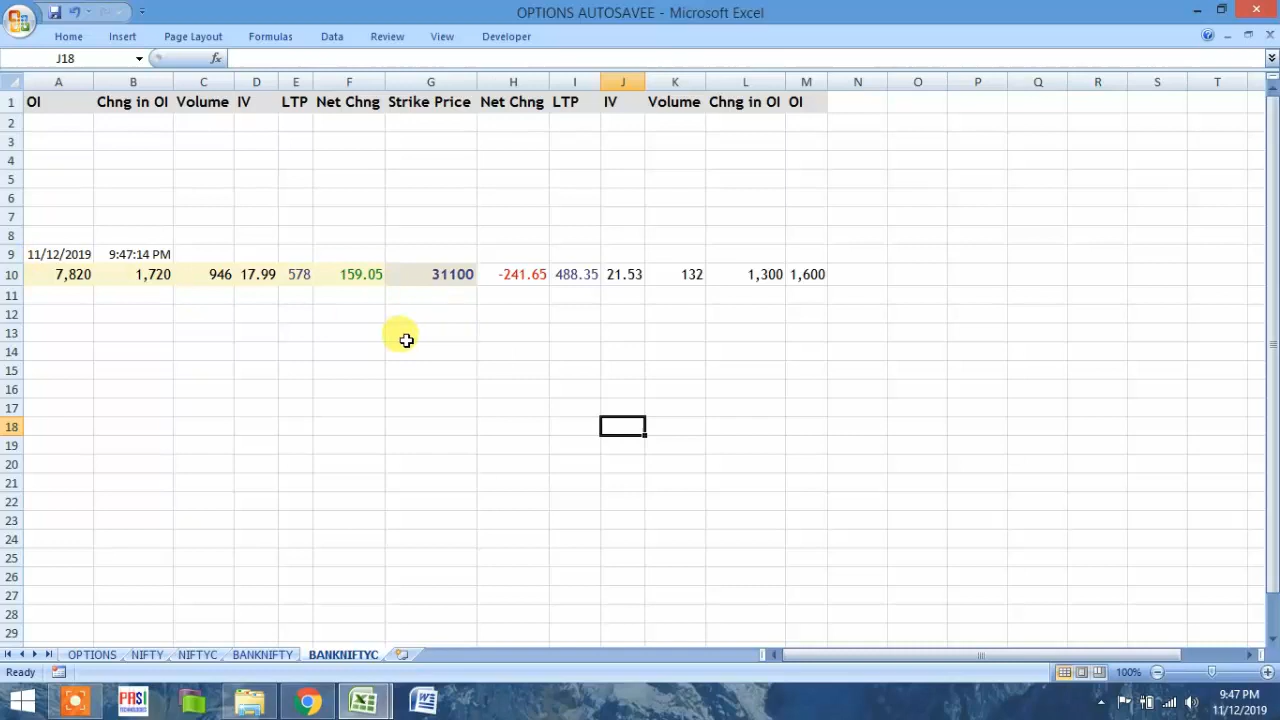 OPTIONS AUTOSAVEE - Microsoft Excel
Home Insert Page Layout Formulas Data Review View Developer
J18 fx
A B C D E F G H I J K L M N O P Q R S T
1 OI Chng in OI Volume IV LTP Net Chng Strike Price Net Chng LTP IV Volume Chng in OI OI
2
3
4
5
6
7
8
9 11/12/2019 9:47:14 PM
10 7,820 1,720 946 17.99 578 159.05 31100 -241.65 488.35 21.53 132 1,300 1,600
11
12
13
14
15
16
17
18
19
20
21
22
23
24
25
26
27
28
29
OPTIONS NIFTY NIFTYC BANKNIFTY BANKNIFTYC
Ready 100%
PASI
TECHNOLOGIES
9:47 PM
11/12/2019